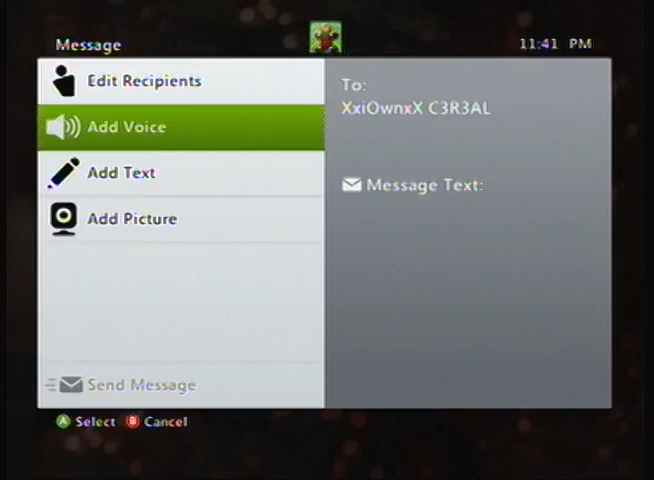 Message
11:41 PM
Edit Recipients
Add Voice
Add Text
Add Picture
Send Message
To:
XxiOwnxX C3R3AL
Message Text:
A Select B Cancel